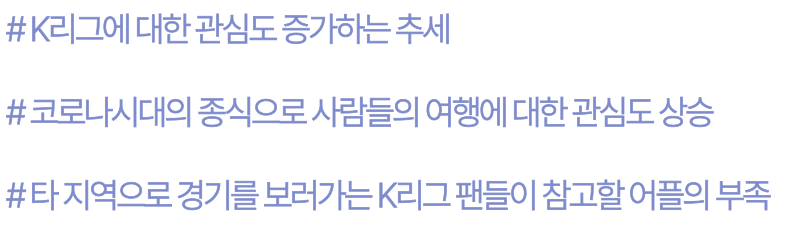 # K리그에 대한 관심도 증가하는 추세
# 코로나시대의 종식으로 사람들의 여행에 대한 관심도 상승
# 타 지역으로 경기를 보러가는 K리그 팬들이 참고할 어플의 부족